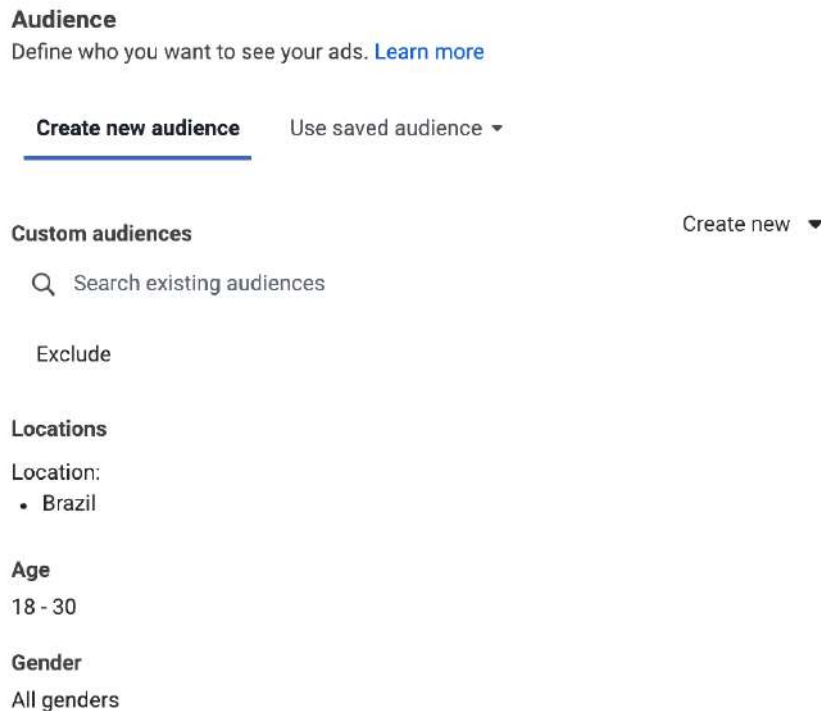 Audience
Define who you want to see your ads. Learn more
Create new audience Use saved audience
Custom audiences Create new
Search existing audiences
Exclude
Locations
Location:
• Brazil
Age
18 - 30
Gender
All genders